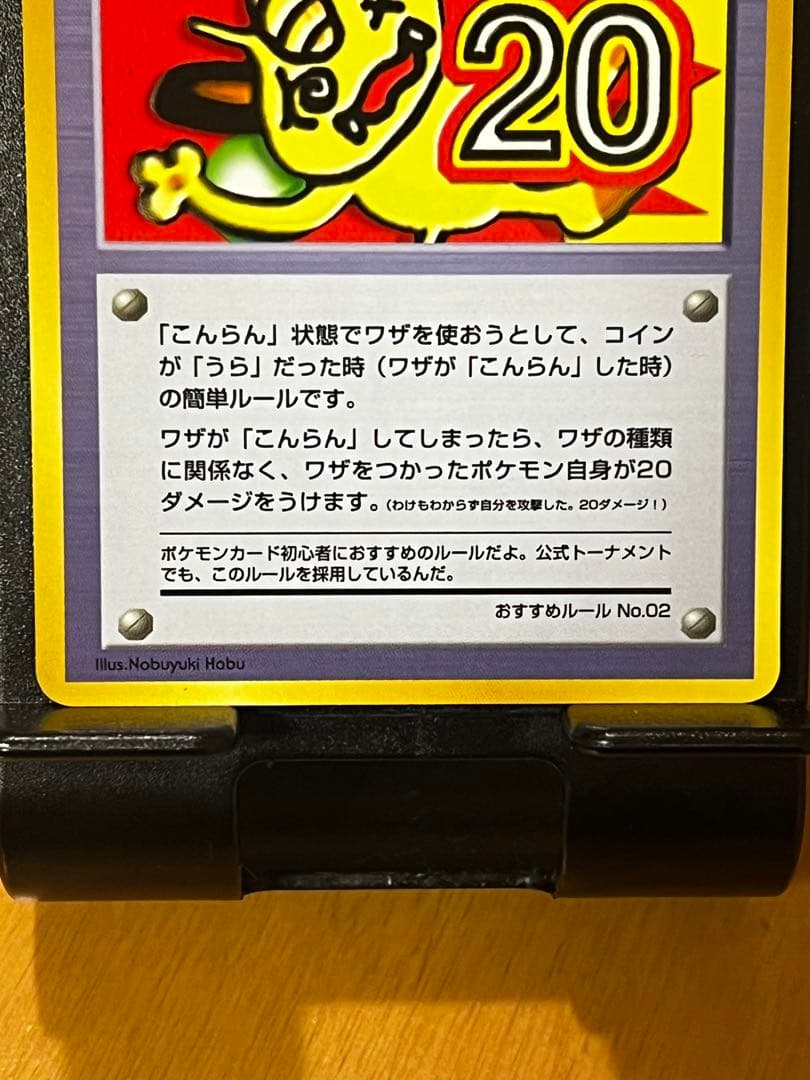 20
「こんらん」状態でワザを使おうとして、コイン
が「うら」だった時（ワザが「こんらん」した時）
の簡単ルールです。
ワザが「こんらん」してしまったら、ワザの種類
に関係なく、ワザをつかったポケモン自身が20
ダメージをうけます。（わけもわからず自分を攻撃した。20ダメージ！）
ポケモンカード初心者におすすめのルールだよ。公式トーナメント
でも、このルールを採用しているんだ。
おすすめルール No.02
Illus.Nobuyuki Habu